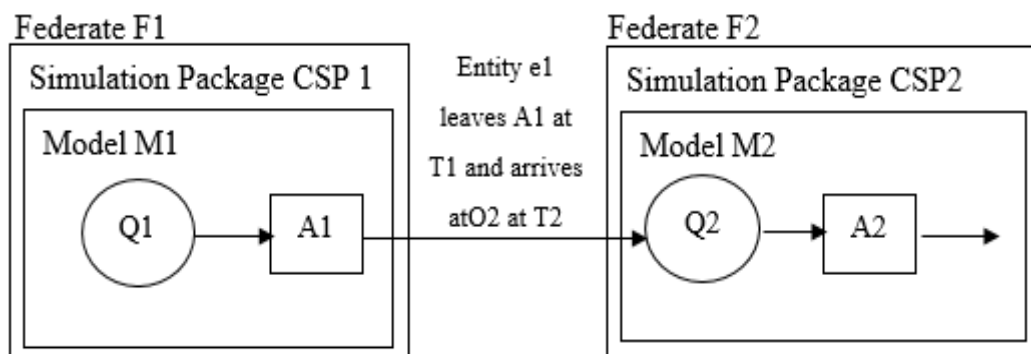 Federate F1
Simulation Package CSP 1
Model M1
Q1
A1
Entity e1
leaves A1 at
T1 and arrives
atO2 at T2
Federate F2
Simulation Package CSP2
Model M2
Q2
A2